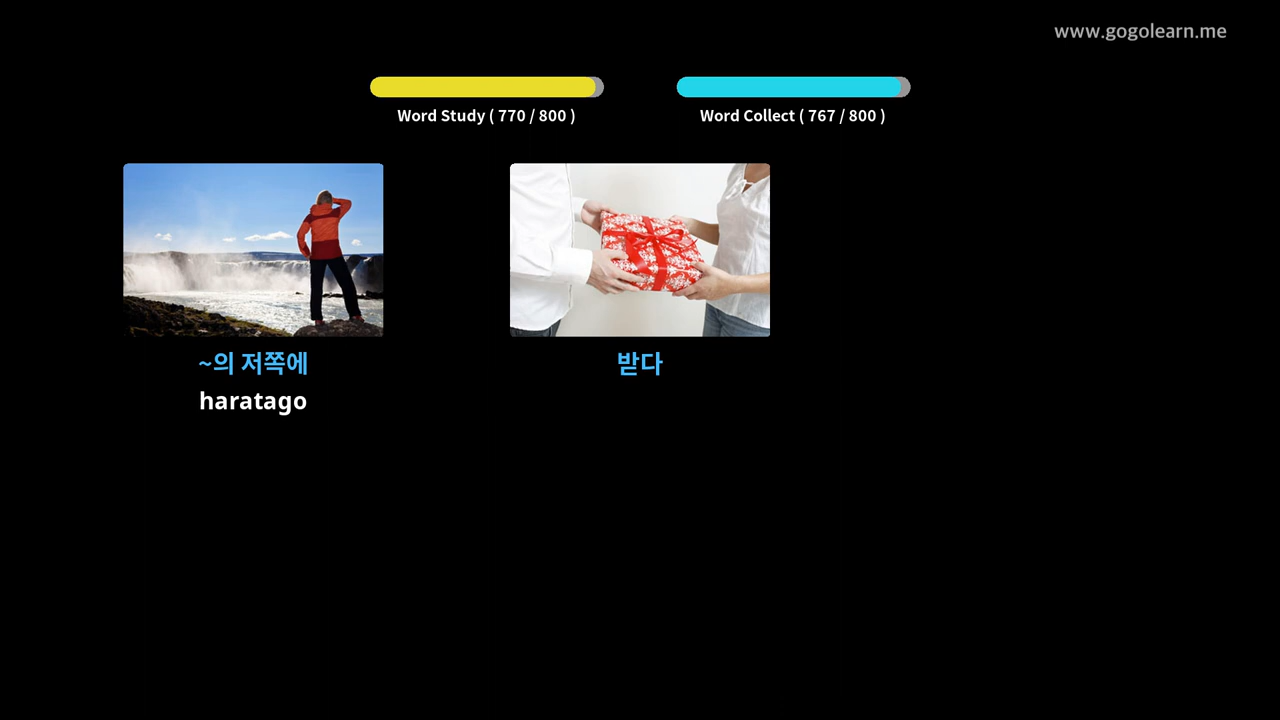 www.gogolearn.me
Word Study ( 770 / 800 )
Word Collect ( 767 / 800 )
~의 저쪽에
haratago
받다